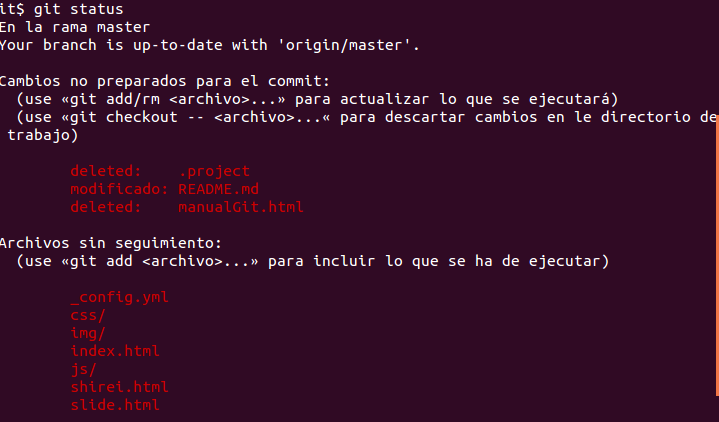 it$ git status
En la rama master
Your branch is up-to-date with 'origin/master'.
Cambios no preparados para el commit:
(use «git add/rm <archivo>...» para actualizar lo que se ejecutará)
(use «git checkout -- <archivo>...« para descartar cambios en le directorio de
trabajo)
deleted: .project
modificado: README.md
deleted: manualGit.html
Archivos sin seguimiento:
(use «git add <archivo>...» para incluir lo que se ha de ejecutar)
_config.yml
css/
img/
index.html
js/
shirei.html
slide.html